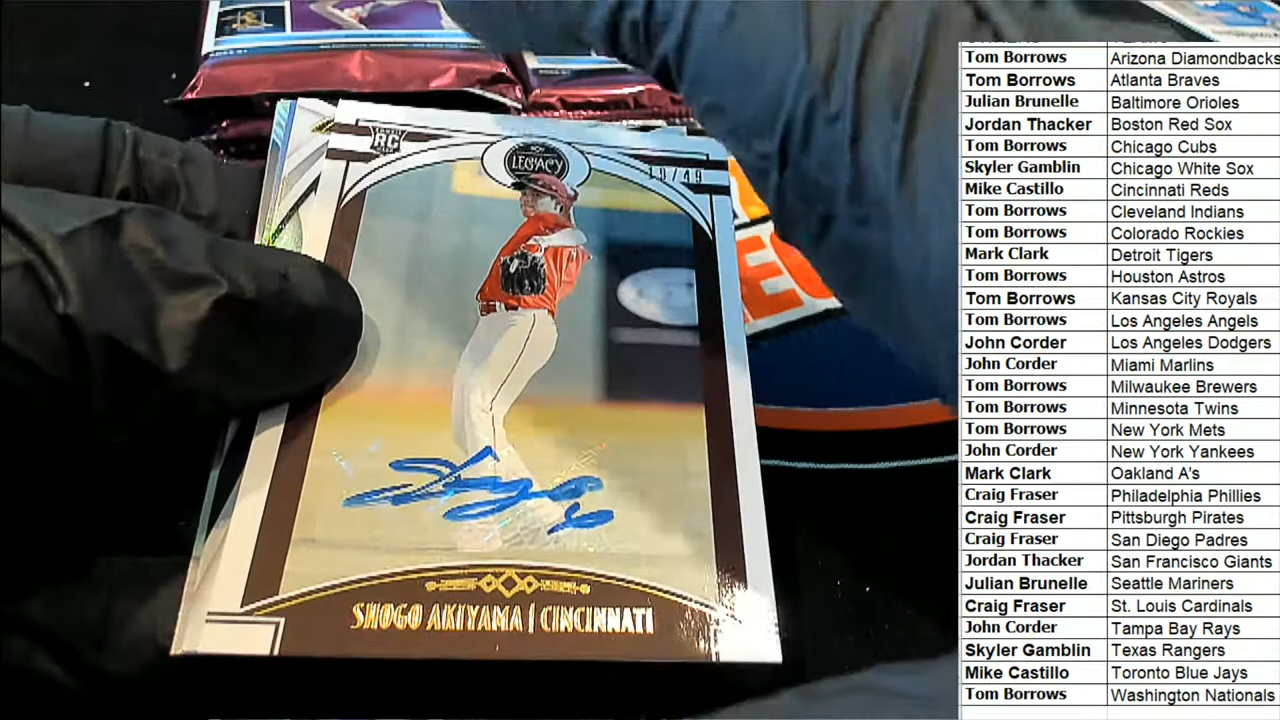 RC
LEGACY
19/49
SHOGO AKIYAMA | CINCINNATI
Tom Borrows Arizona Diamondbacks
Tom Borrows Atlanta Braves
Julian Brunelle Baltimore Orioles
Jordan Thacker Boston Red Sox
Tom Borrows Chicago Cubs
Skyler Gamblin Chicago White Sox
Mike Castillo Cincinnati Reds
Tom Borrows Cleveland Indians
Tom Borrows Colorado Rockies
Mark Clark Detroit Tigers
Tom Borrows Houston Astros
Tom Borrows Kansas City Royals
Tom Borrows Los Angeles Angels
John Corder Los Angeles Dodgers
John Corder Miami Marlins
Tom Borrows Milwaukee Brewers
Tom Borrows Minnesota Twins
Tom Borrows New York Mets
John Corder New York Yankees
Mark Clark Oakland A's
Craig Fraser Philadelphia Phillies
Craig Fraser Pittsburgh Pirates
Craig Fraser San Diego Padres
Jordan Thacker San Francisco Giants
Julian Brunelle Seattle Mariners
Craig Fraser St. Louis Cardinals
John Corder Tampa Bay Rays
Skyler Gamblin Texas Rangers
Mike Castillo Toronto Blue Jays
Tom Borrows Washington Nationals